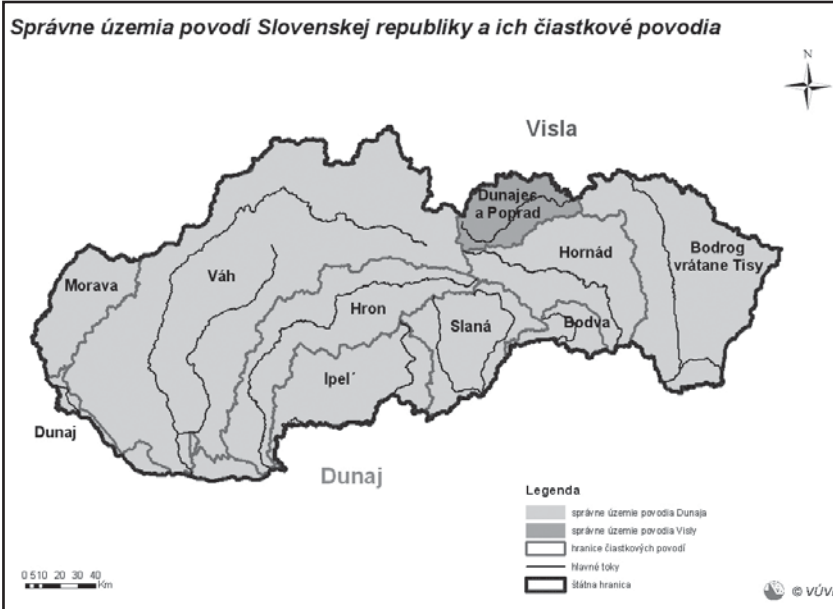 Správne územia povodí Slovenskej republiky a ich čiastkové povodia
N
Visla
Dunajec
a Poprad
Hornád
Bodrog
vrátane Tisy
Morava
Váh
Hron
Slaná
Bodva
Ipeľ
Dunaj
Dunaj
Legenda
správne územie povodia Dunaja
správne územie povodia Visly
hranice čiastkových povodí
hlavné toky
štátna hranica
0 5 10 20 30 40
Km
© VÚVH